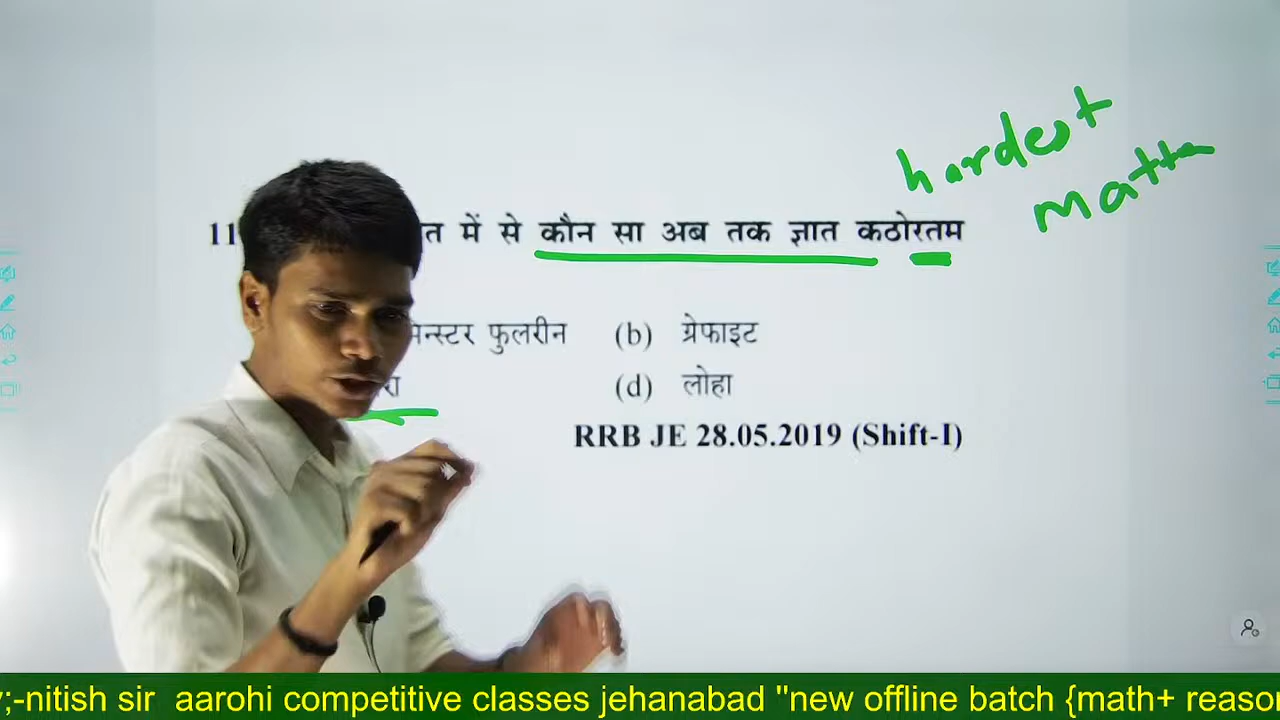 hardest
matter
11 त में से कौन सा अब तक ज्ञात कठोरतम
न्स्टर फुलरीन (b) ग्रेफाइट
रा (d) लोहा
RRB JE 28.05.2019 (Shift-I)
;-nitish sir aarohi competitive classes jehanabad "new offline batch {math+ reaso